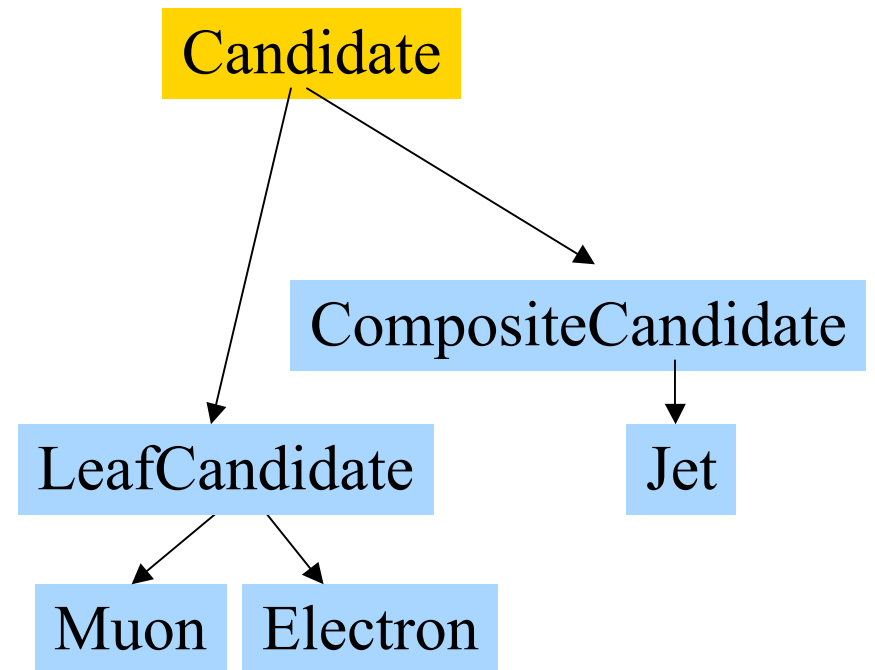 Candidate
CompositeCandidate
LeafCandidate
Jet
Muon
Electron